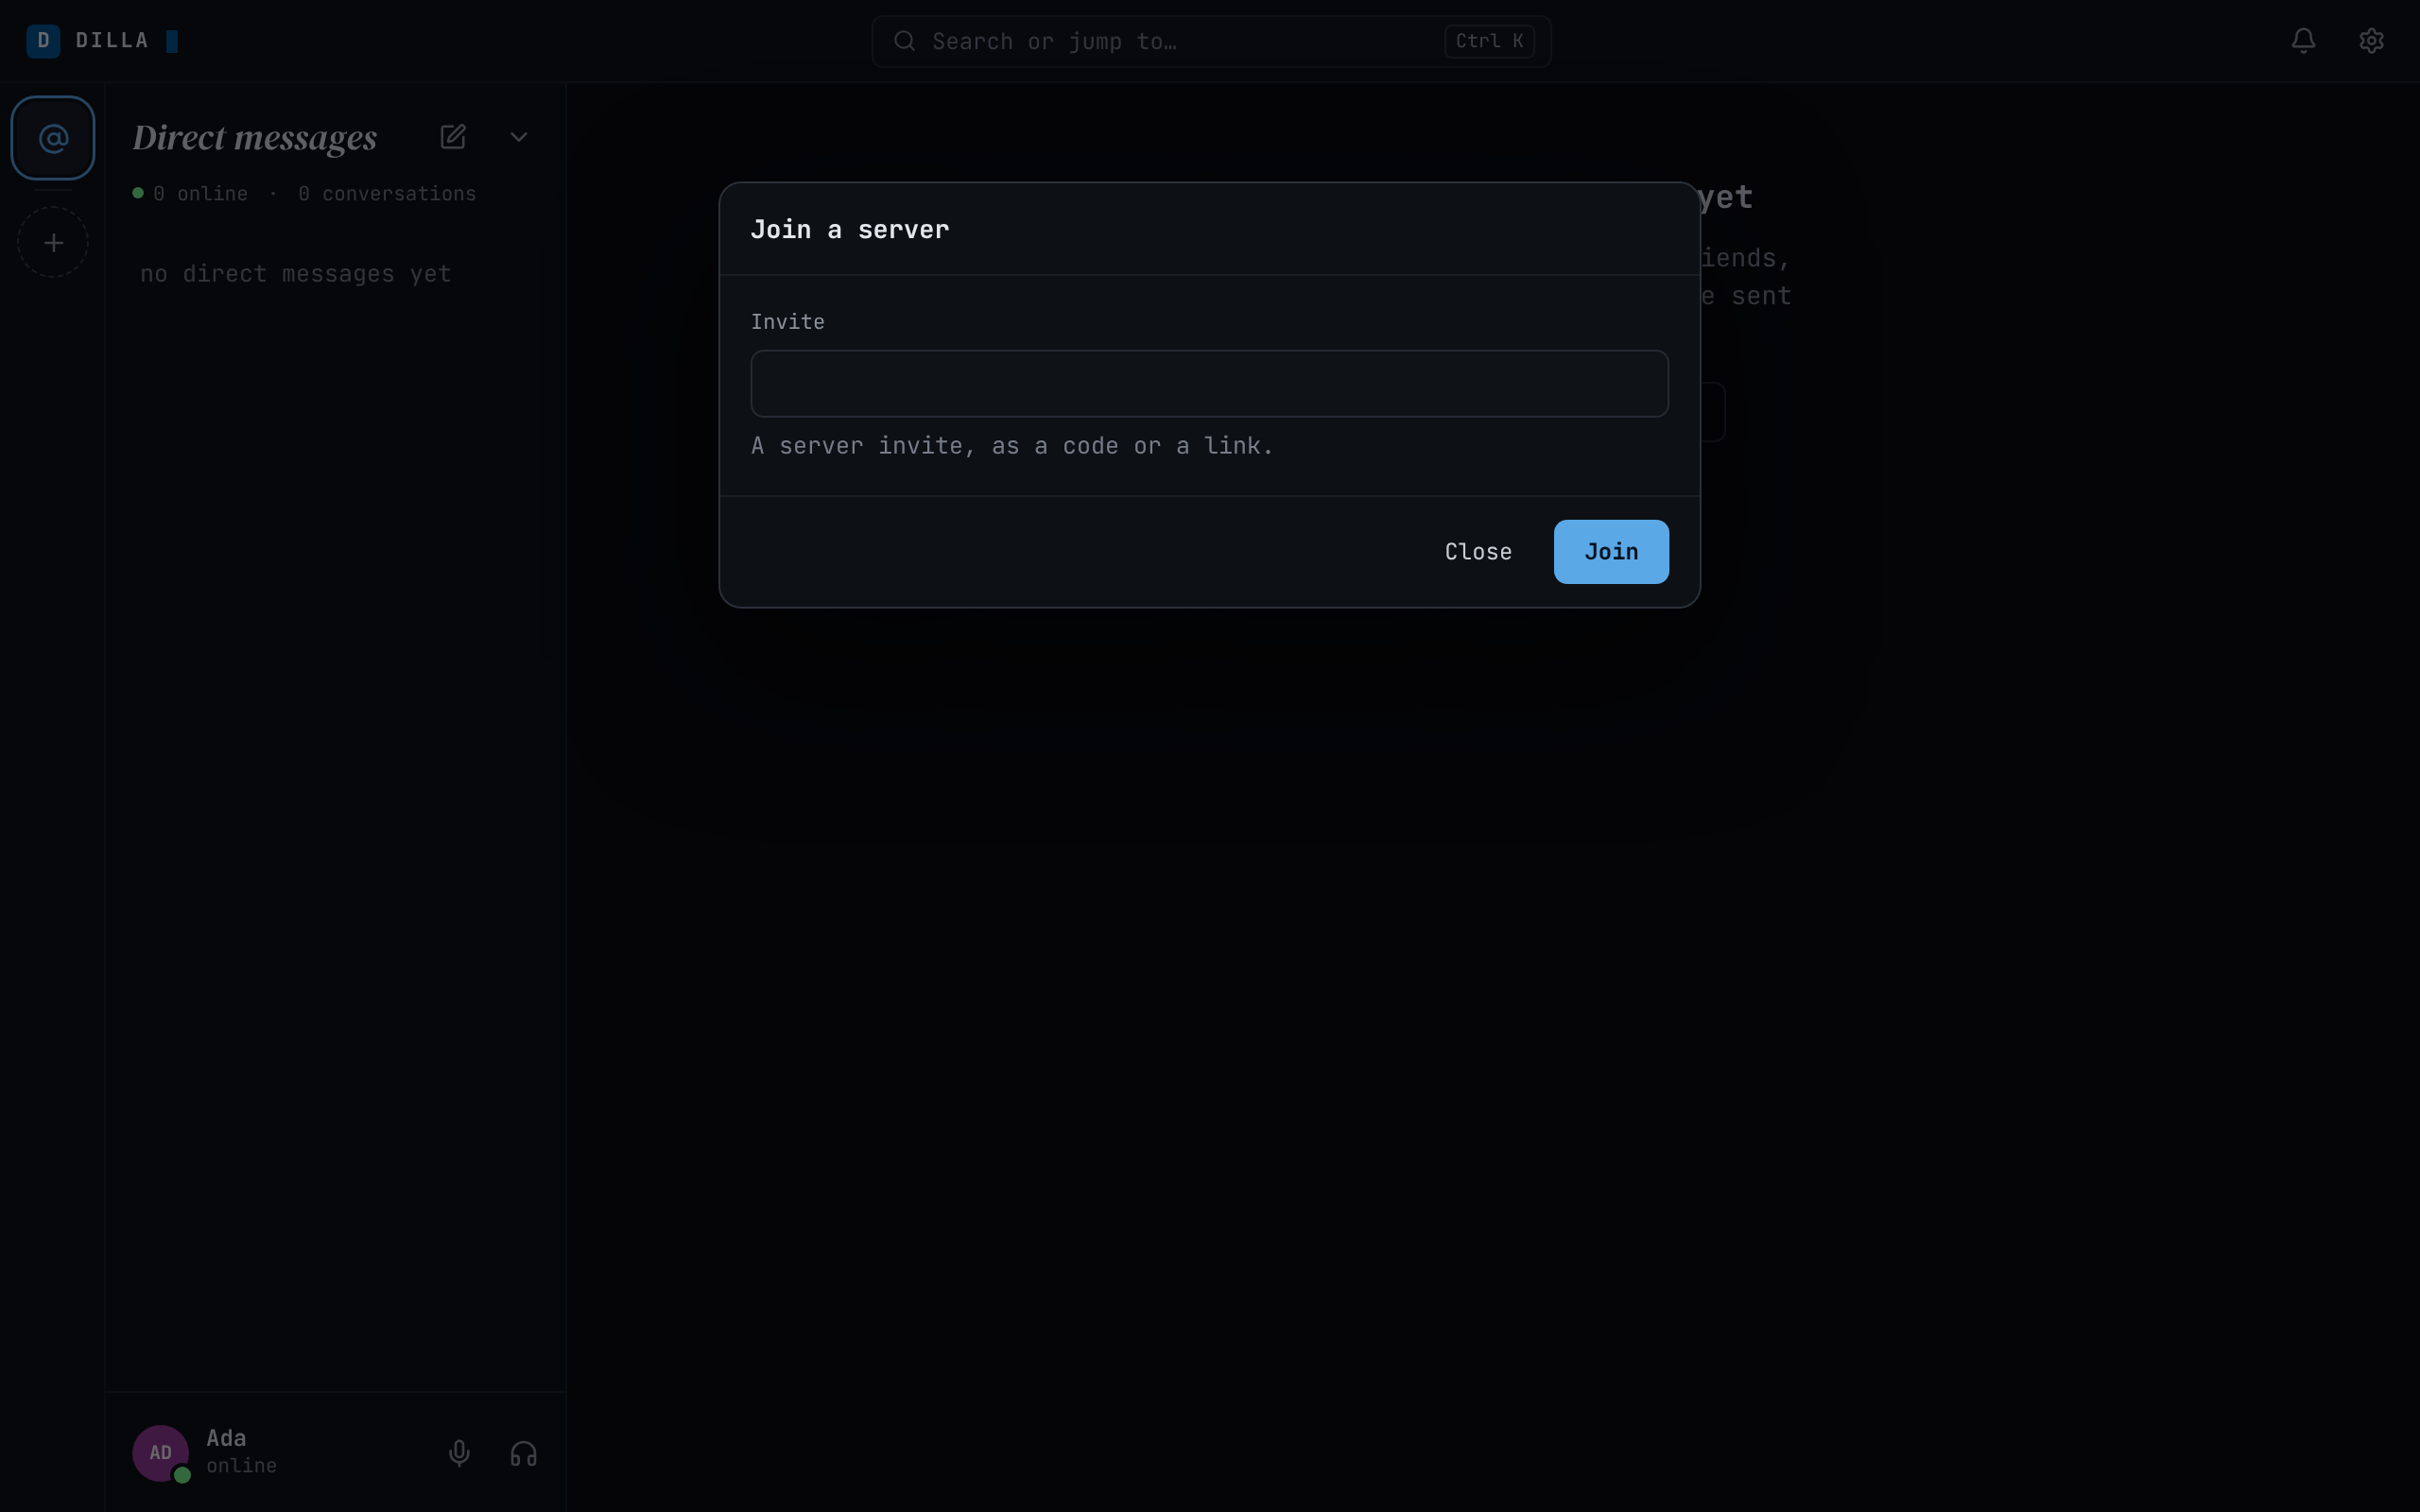 D DILLA
Search or jump to…
Ctrl K
@
Direct messages
0 online · 0 conversations
no direct messages yet
yet
sent
Join a server
Invite
A server invite, as a code or a link.
Close
Join
AD
Ada
online